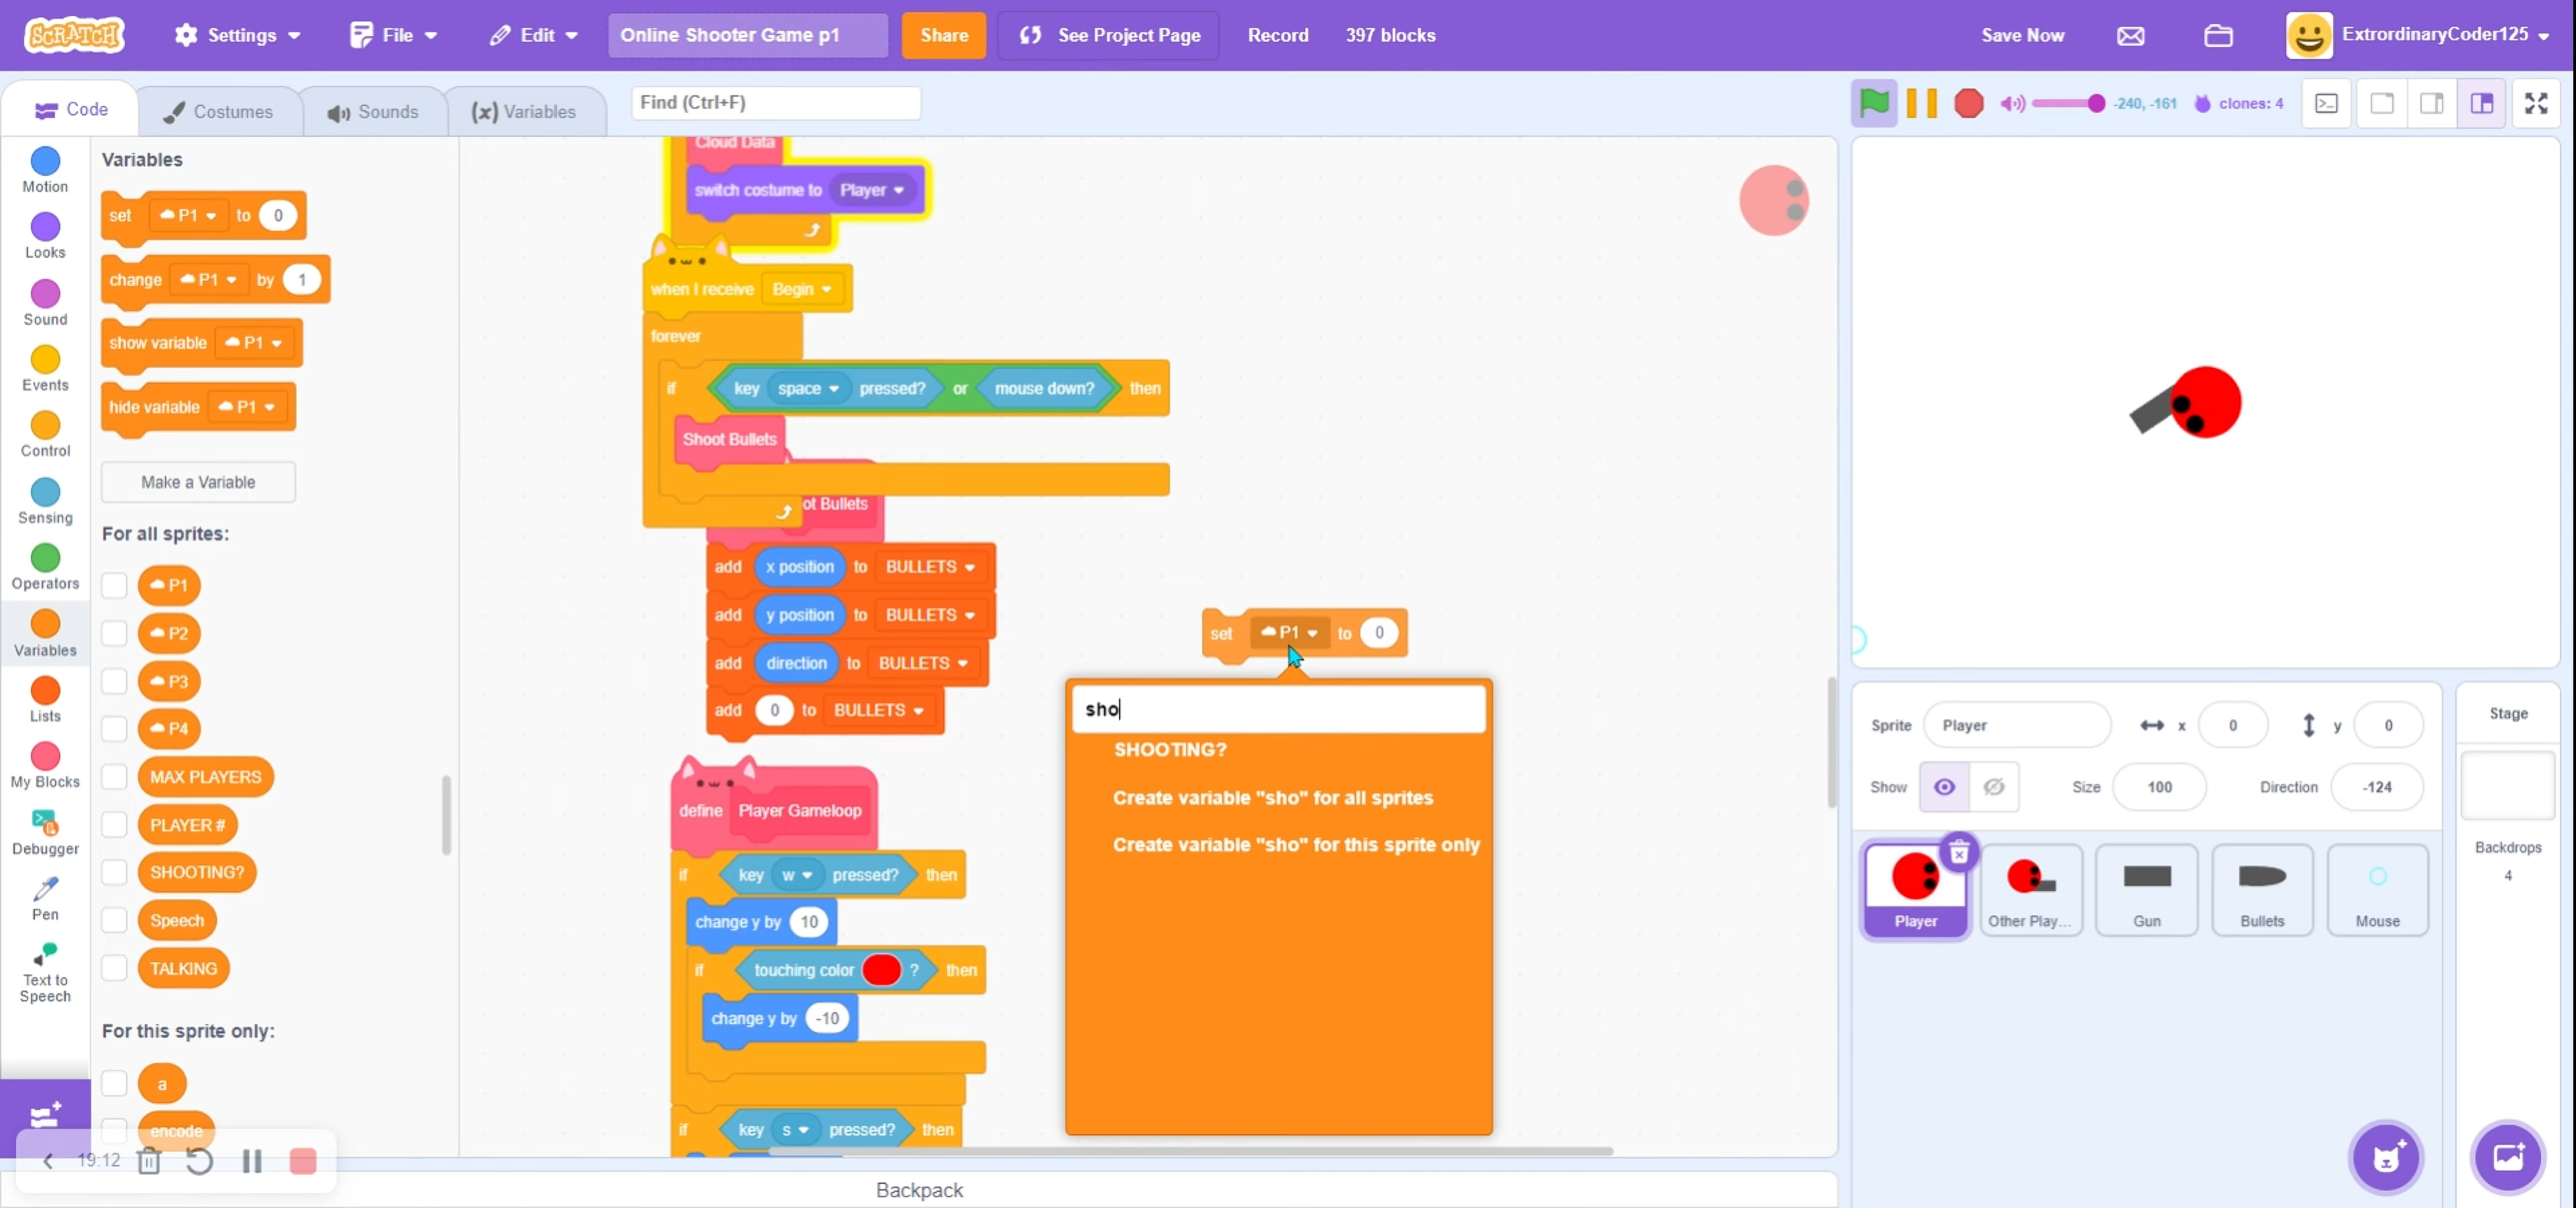 SCRATCH Settings File Edit Online Shooter Game p1 Share See Project Page Record 397 blocks Save Now ExtrordinaryCoder125
Code Costumes Sounds (x) Variables Find (Ctrl+F) -240, -161 clones: 4
Motion
Looks
Sound
Events
Control
Sensing
Operators
Variables
Lists
My Blocks
Debugger
Pen
Text to
Speech
Variables
set P1 to 0
change P1 by 1
show variable P1
hide variable P1
Make a Variable
For all sprites:
P1
P2
P3
P4
MAX PLAYERS
PLAYER #
SHOOTING?
Speech
TALKING
For this sprite only:
a
encode
19:12
Cloud Data
switch costume to Player
when I receive Begin
forever
if key space pressed? or mouse down? then
Shoot Bullets
ot Bullets
add x position to BULLETS
add y position to BULLETS
add direction to BULLETS
add 0 to BULLETS
define Player Gameloop
if key w pressed? then
change y by 10
if touching color ? then
change y by -10
if key s pressed? then
set P1 to 0
sho
SHOOTING?
Create variable "sho" for all sprites
Create variable "sho" for this sprite only
Backpack
Sprite Player x 0 y 0
Show Size 100 Direction -124
Player Other Play... Gun Bullets Mouse
Stage
Backdrops
4